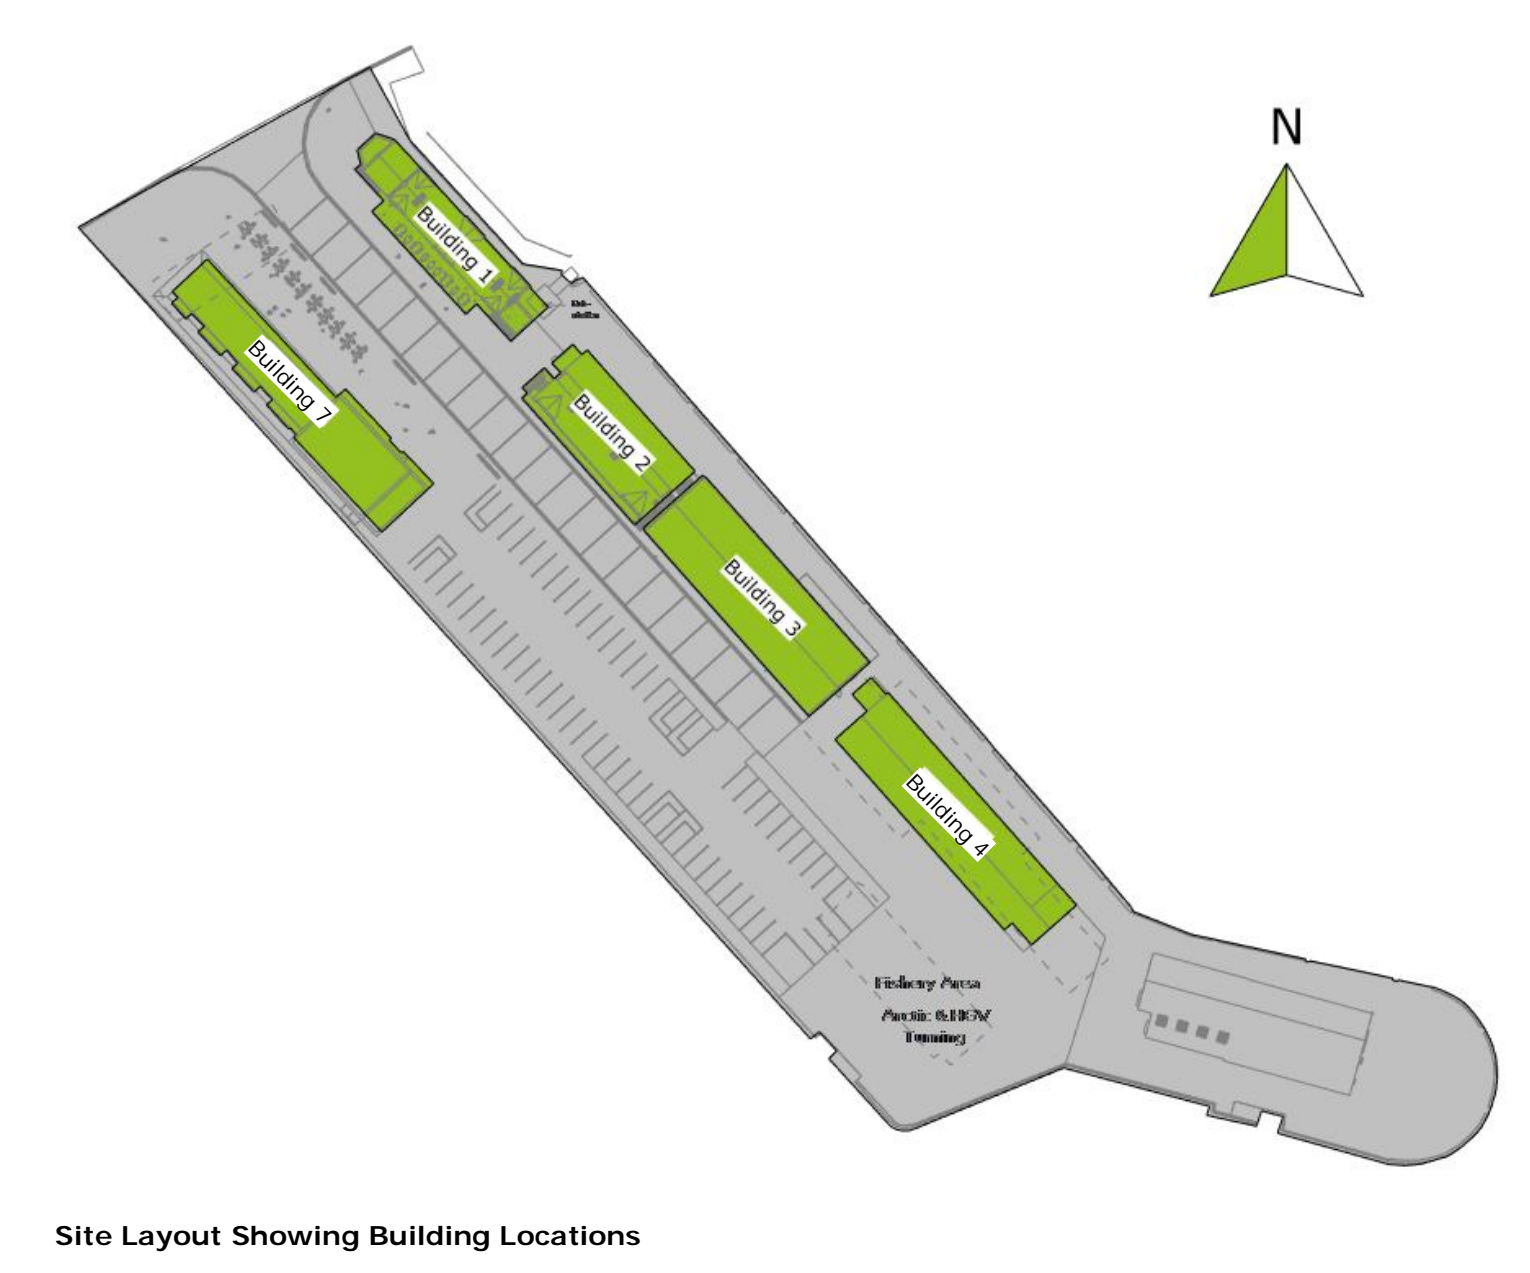 N
Building 1
Building 2
Building 7
Building 3
Building 4
Fishery Area
Arctic & HGV
Turning
Site Layout Showing Building Locations